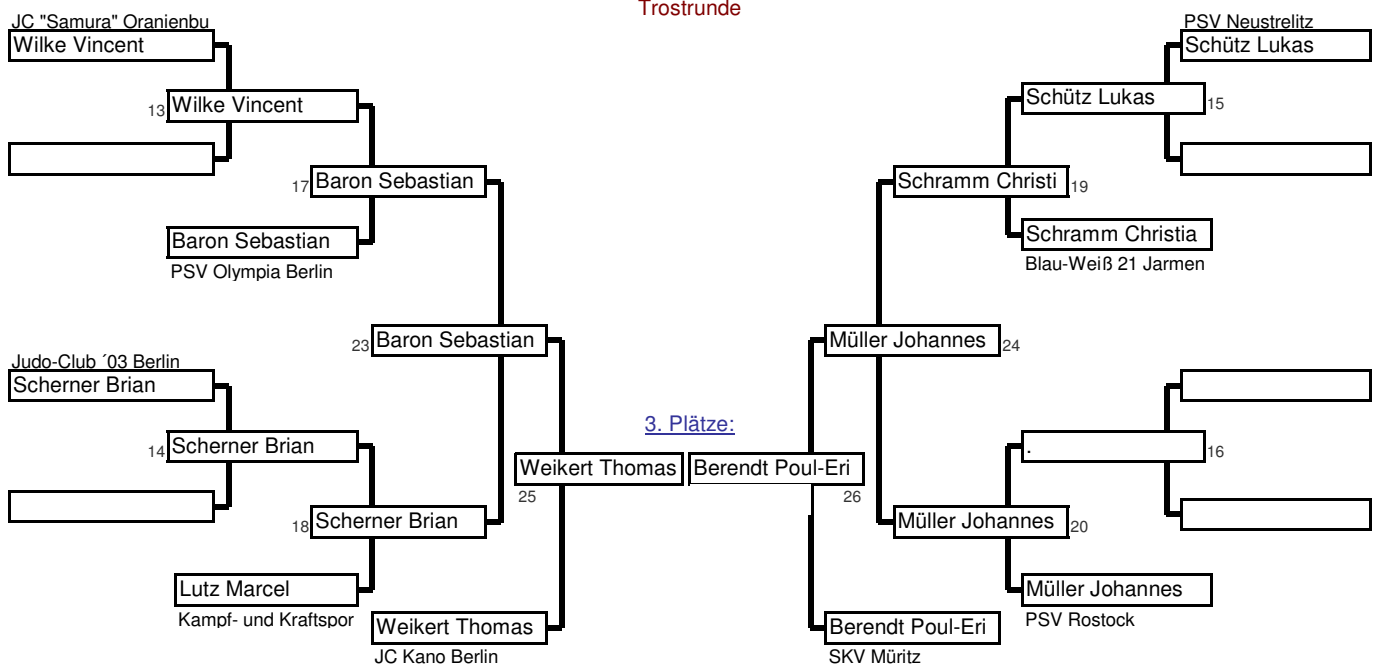 Trostrunde
JC "Samura" Oranienbu
Wilke Vincent
13
Wilke Vincent
17
Baron Sebastian
Baron Sebastian
PSV Olympia Berlin
23
Baron Sebastian
Judo-Club ´03 Berlin
Scherner Brian
14
Scherner Brian
18
Scherner Brian
Lutz Marcel
Kampf- und Kraftspor
Weikert Thomas
JC Kano Berlin
3. Plätze:
Weikert Thomas
25
Berendt Poul-Eri
26
PSV Neustrelitz
Schütz Lukas
Schütz Lukas
15
Schramm Christi
19
Schramm Christia
Blau-Weiß 21 Jarmen
Müller Johannes
24
.
16
Müller Johannes
20
Müller Johannes
PSV Rostock
Berendt Poul-Eri
SKV Müritz